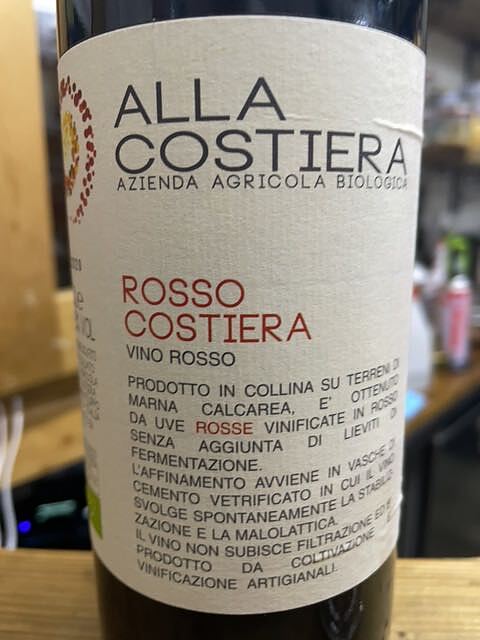 ALLA
COSTIERA
AZIENDA AGRICOLA BIOLOGICA
ROSSO
COSTIERA
VINO ROSSO
PRODOTTO IN COLLINA SU TERRENI DI
MARNA CALCAREA, E' OTTENUTO
DA UVE ROSSE VINIFICATE IN ROSSO
SENZA AGGIUNTA DI LIEVITI DI
FERMENTAZIONE.
L'AFFINAMENTO AVVIENE IN VASCHE DI
CEMENTO VETRIFICATO IN CUI IL VINO
SVOLGE SPONTANEAMENTE LA STABILIZ-
ZAZIONE E LA MALOLATTICA.
IL VINO NON SUBISCE FILTRAZIONE ED E'
PRODOTTO DA COLTIVAZIONE E
VINIFICAZIONE ARTIGIANALI.
VOL